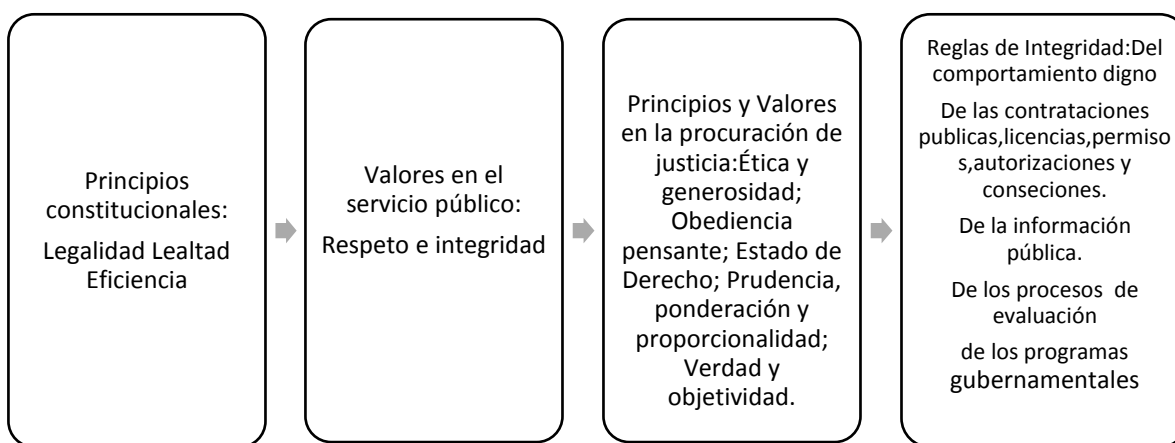 Principios
constitucionales:
Legalidad Lealtad
Eficiencia
Valores en el
servicio público:
Respeto e integridad
Principios y Valores
en la procuración de
justicia:Ética y
generosidad;
Obediencia
pensante; Estado de
Derecho; Prudencia,
ponderación y
proporcionalidad;
Verdad y
objetividad.
Reglas de Integridad:Del
comportamiento digno
De las contrataciones
publicas,licencias,permiso
s,autorizaciones y
conseciones.
De la información
pública.
De los procesos de
evaluación
de los programas
gubernamentales